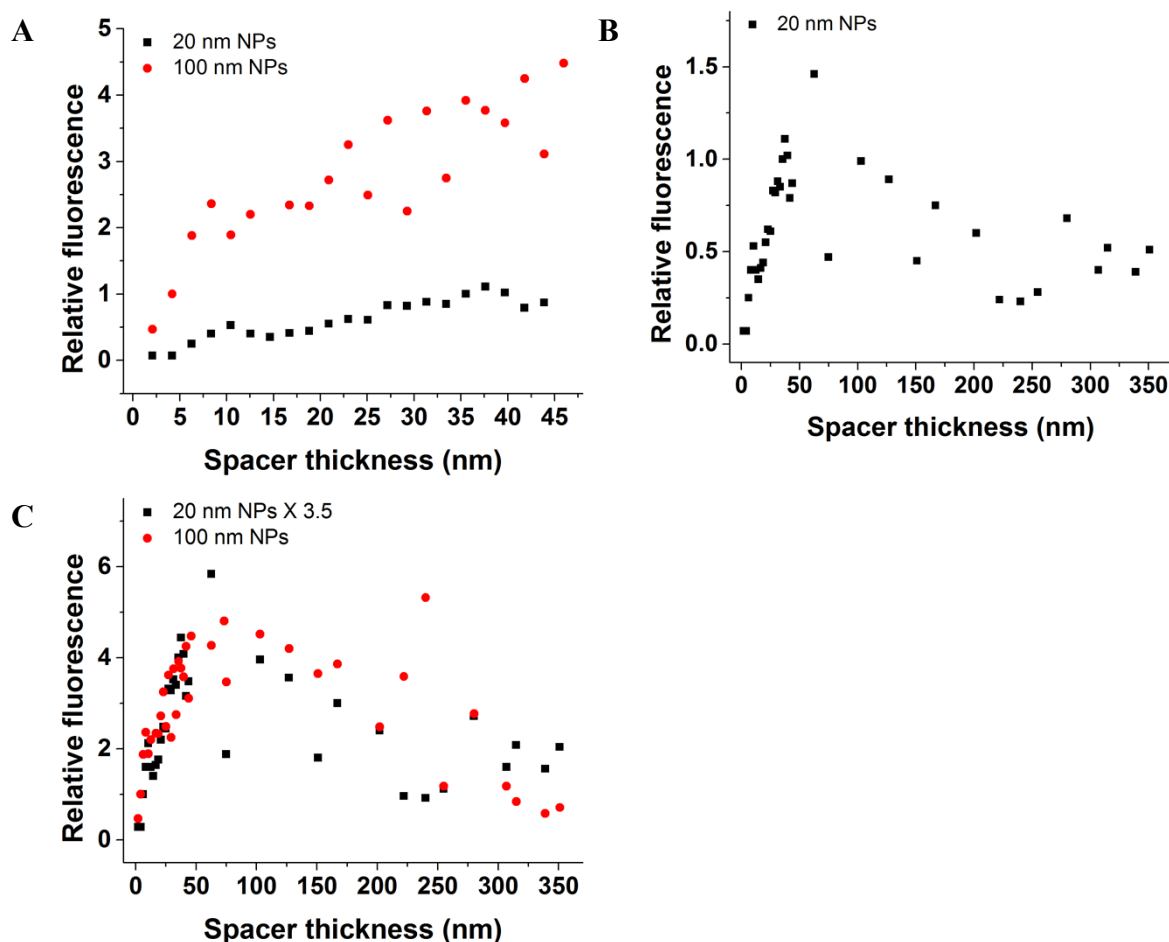 A
20 nm NPs
100 nm NPs
Relative fluorescence
5
4
3
2
1
0
0 5 10 15 20 25 30 35 40 45
Spacer thickness (nm)
B
20 nm NPs
Relative fluorescence
1.5
1.0
0.5
0.0
0 50 100 150 200 250 300 350
Spacer thickness (nm)
C
20 nm NPs X 3.5
100 nm NPs
Relative fluorescence
6
4
2
0
0 50 100 150 200 250 300 350
Spacer thickness (nm)